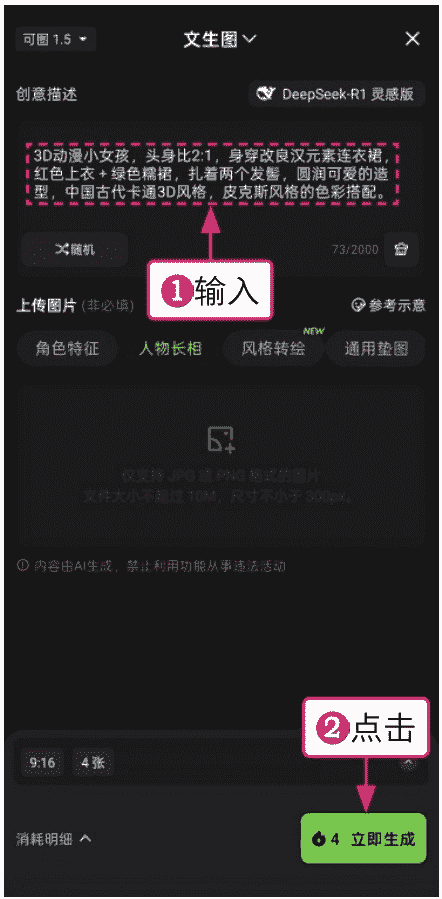 可图 1.5
文生图
创意描述
DeepSeek-R1 灵感版
3D动漫小女孩，头身比2:1，身穿改良汉元素连衣裙，
红色上衣 + 绿色襦裙，扎着两个发髻，圆润可爱的造
型，中国古代卡通3D风格，皮克斯风格的色彩搭配。
随机
73/2000
1 输入
上传图片 (非必填)
参考示意
角色特征
人物长相
风格转绘
NEW
通用垫图
仅支持 JPG 或 PNG 格式的图片
文件大小不超过 10M，尺寸不小于 300px。
内容由AI生成，禁止利用功能从事违法活动
2 点击
9:16
4 张
消耗明细
4 立即生成